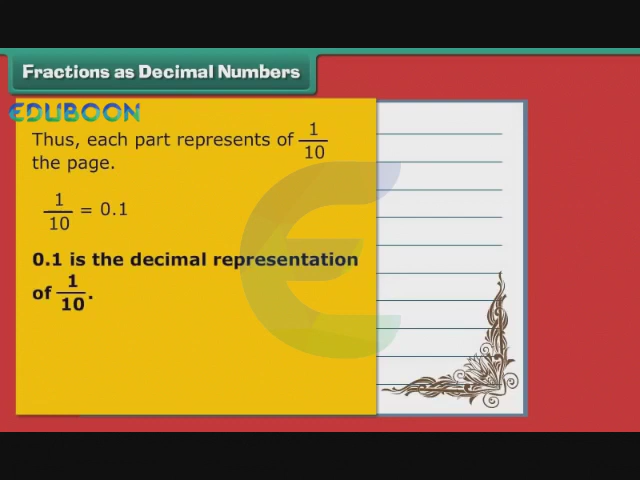 Fractions as Decimal Numbers
EDUBOON
Thus, each part represents of 1/10
the page.
1/10 = 0.1
0.1 is the decimal representation
of 1/10.